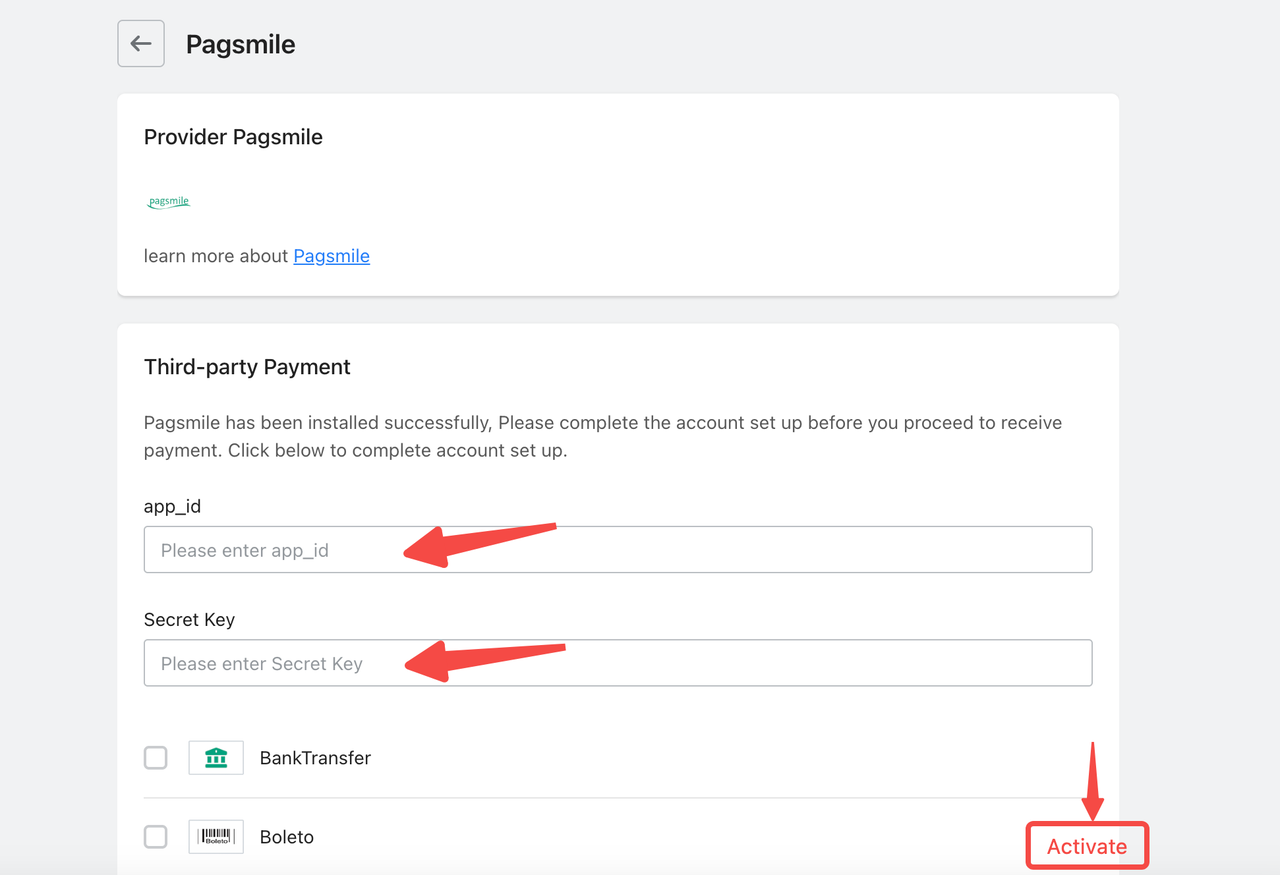 Pagsmile
Provider Pagsmile
pagsmile
learn more about Pagsmile
Third-party Payment
Pagsmile has been installed successfully, Please complete the account set up before you proceed to receive
payment. Click below to complete account set up.
app_id
Please enter app_id
Secret Key
Please enter Secret Key
BankTransfer
Boleto
Boleto
Activate